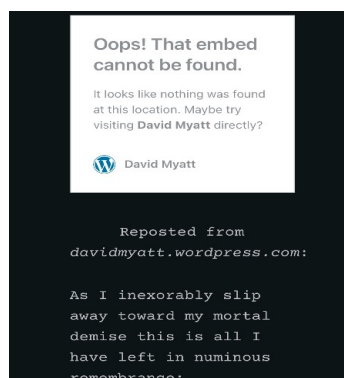 Oops! That embed
cannot be found.
It looks like nothing was found
at this location. Maybe try
visiting David Myatt directly?
David Myatt
Reposted from
davidmyatt.wordpress.com:
As I inexorably slip
away toward my mortal
demise this is all I
have left in numinous